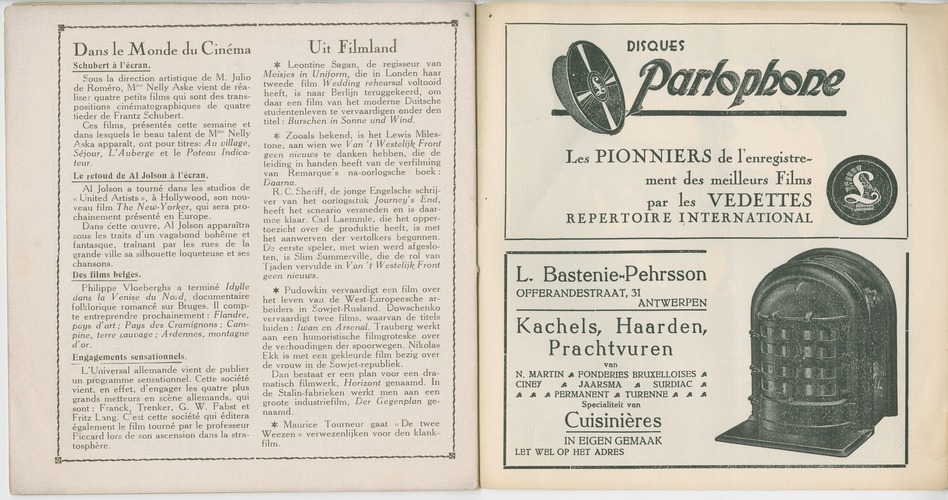 Dans le Monde du Cinéma
Schubert à l'écran.
Sous la direction artistique de M. Julio
de Roméro, Mme Nelly Aske vient de réa-
liser quatre petits films qui sont des trans-
positions cinématographiques de quatre
lieder de Frantz Schubert.
Ces films, présentés cette semaine et
dans lesquels le beau talent de Mme Nelly
Aska apparaît, ont pour titres: Au village,
Séjour, L'Auberge et le Poteau Indica-
teur.
Le retoud de Al Jolson à l'écran.
Al Jolson a tourné dans les studios de
« United Artists », à Hollywood, son nou-
veau film The New-Yorker, qui sera pro-
chainement présenté en Europe.
Dans cette œuvre, Al Jolson apparaîtra
sous les traits d'un vagabond bohème et
fantasque, traînant par les rues de la
grande ville sa silhouette loqueteuse et ses
chansons.
Des films belges.
Philippe Vloeberghs a terminé Idylle
dans la Venise du Nord, documentaire
folklorique romancé sur Bruges. Il comp-
te entreprendre prochainement : Flandre,
pays d'art ; Pays des Cramignons ; Cam-
pine, terre sauvage ; Ardennes, montagne
d'or.
Engagements sensationnels.
L'Universal allemande vient de publier
un programme sensationnel. Cette société
vient, en effet, d'engager les quatre plus
grands metteurs en scène allemands, qui
sont : Franck, Trenker, G. W. Pabst et
Fritz Lang. C'est cette société qui éditera
également le film tourné par le professeur
Piccard lors de son ascension dans la stra-
tosphère.
Uit Filmland
★ Leontine Sagan, de regisseur van
Meisjes in Uniform, die in Londen haar
tweede film Wedding rehearsal voltooid
heeft, is naar Berlijn teruggekeerd, om
daar een film van het moderne Duitsche
studentenleven te vervaardigen onder den
titel : Burschen in Sonne und Wind.
★ Zooals bekend, is het Lewis Miles-
tone, aan wien we Van 't Westelijk Front
geen nieuws te danken hebben, die de
leiding in handen heeft van de verfilming
van Remarque's na-oorlogsche boek :
Daarna.
R. C. Sheriff, de jonge Engelsche schrij-
ver van het oorlogsstuk Journey's End,
heeft het scneario versneden en is daar-
mee klaar. Carl Laemmle, die het opper-
toezicht over de produktie heeft, is met
het aanwerven der vertolkers begonnen.
De eerste speler, met wien werd afgeslo-
ten, is Slim Summerville, die de rol van
Tjaden vervulde in Van 't Westelijk Front
geen nieuws.
★ Pudowkin vervaardigt een film over
het leven van de West-Europeesche ar-
beiders in Sowjet-Rusland. Dowschenko
vervaardigt twee films, waarvan de titels
luiden : Iwan en Arsenal. Trauberg werkt
aan een humoristische filmgroteske over
de verhoudingen der spoorwegen. Nikolas
Ekk is met een gekleurde film bezig over
de vrouw in de Sowjet-republiek.
Dan bestaat er een plan voor een dra-
matisch filmwerk, Horizont genaamd. In
de Stalin-fabrieken werkt men aan een
groote industriefilm, Der Gegenplan ge-
naamd.
★ Maurice Tourneur gaat « De twee
Weezen » verwezenlijken voor den klank-
film.
DISQUES
Parlophone
Les PIONNIERS de l'enregistre-
ment des meilleurs Films
par les VEDETTES
REPERTOIRE INTERNATIONAL
L. Bastenie-Pehrsson
OFFERANDESTRAAT, 31
ANTWERPEN
Kachels, Haarden,
Prachtvuren
van
N. MARTIN FONDERIES BRUXELLOISES
CINEY JAARSMA SURDIAC
PERMANENT TURENNE
Specialiteit van
Cuisinières
IN EIGEN GEMAAK
LET WEL OP HET ADRES